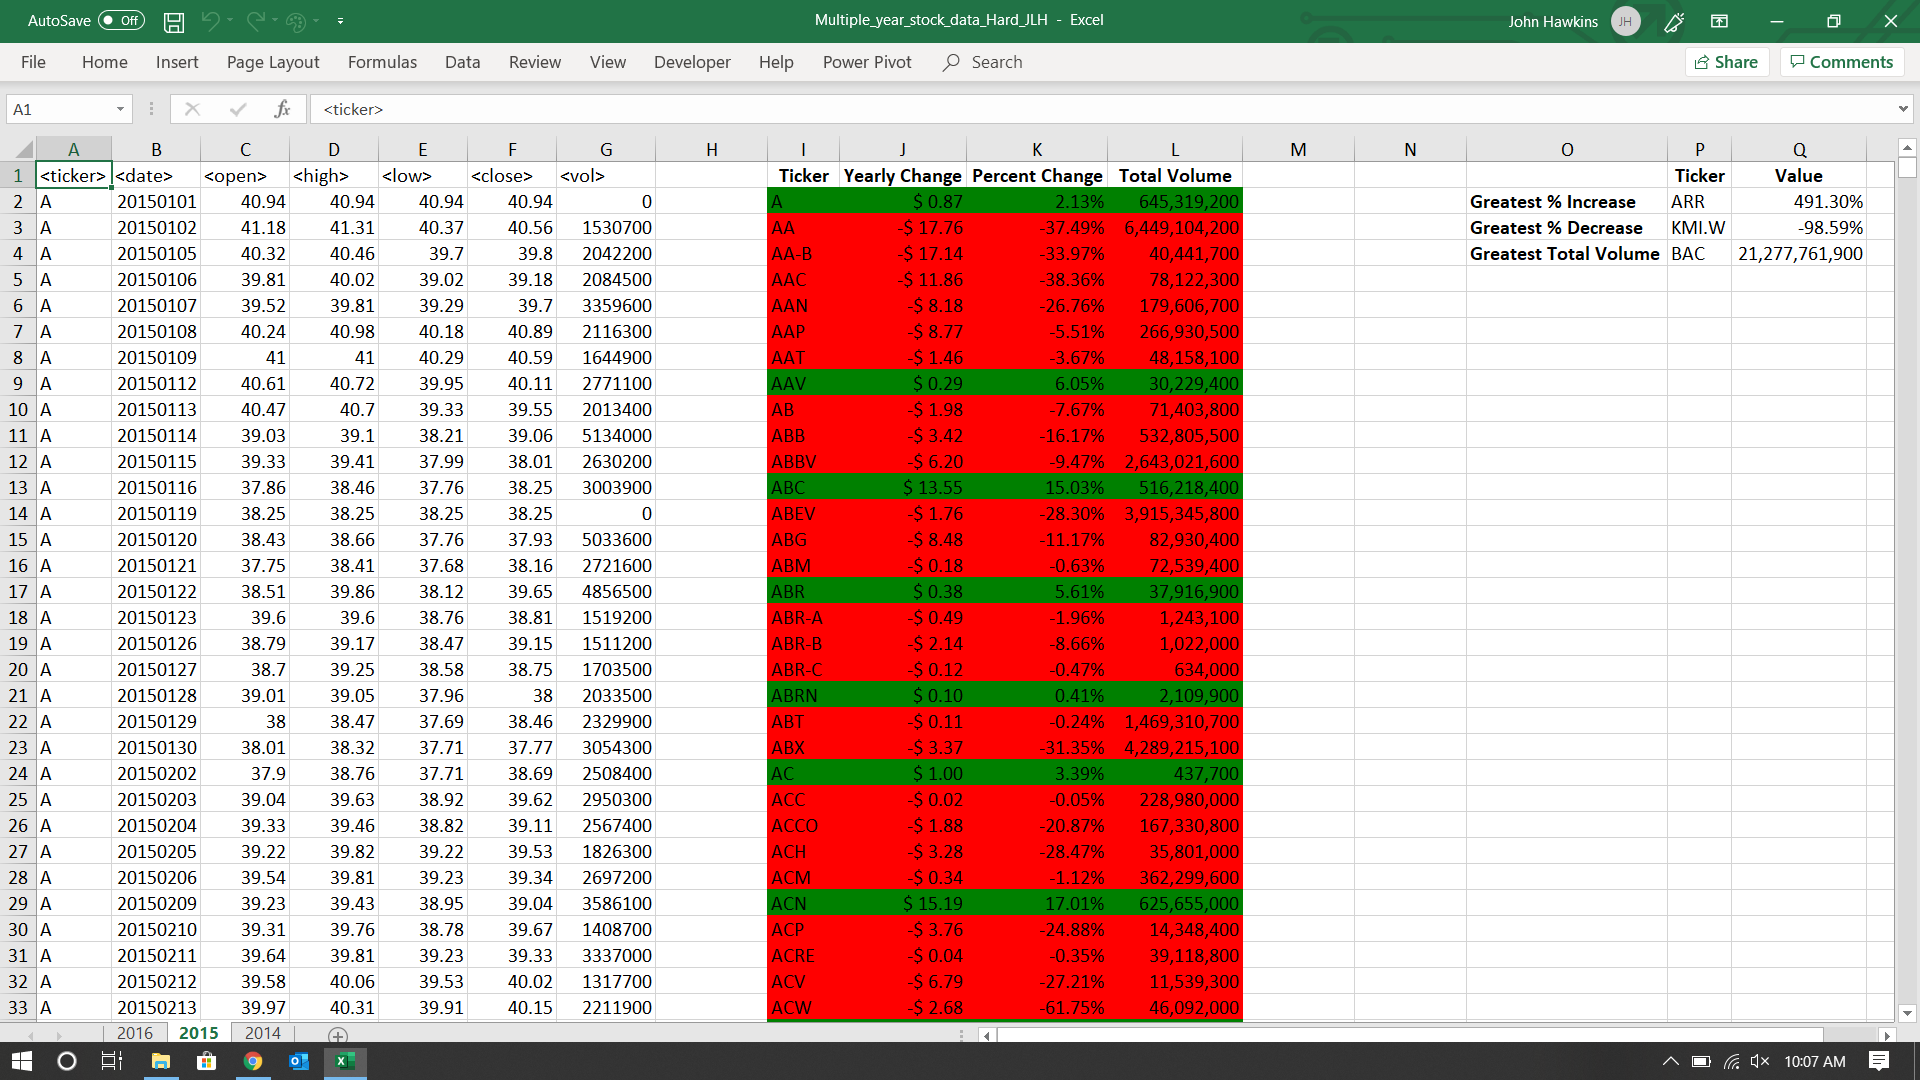 AutoSave Off Multiple_year_stock_data_Hard_JLH - Excel John Hawkins JH
File Home Insert Page Layout Formulas Data Review View Developer Help Power Pivot Search Share Comments
A1 fx <ticker>
A B C D E F G H I J K L M N O P Q
1 <ticker> <date> <open> <high> <low> <close> <vol> Ticker Yearly Change Percent Change Total Volume Ticker Value
2 A 20150101 40.94 40.94 40.94 40.94 0 A $ 0.87 2.13% 645,319,200 Greatest % Increase ARR 491.30%
3 A 20150102 41.18 41.31 40.37 40.56 1530700 AA -$ 17.76 -37.49% 6,449,104,200 Greatest % Decrease KMI.W -98.59%
4 A 20150105 40.32 40.46 39.7 39.8 2042200 AA-B -$ 17.14 -33.97% 40,441,700 Greatest Total Volume BAC 21,277,761,900
5 A 20150106 39.81 40.02 39.02 39.18 2084500 AAC -$ 11.86 -38.36% 78,122,300
6 A 20150107 39.52 39.81 39.29 39.7 3359600 AAN -$ 8.18 -26.76% 179,606,700
7 A 20150108 40.24 40.98 40.18 40.89 2116300 AAP -$ 8.77 -5.51% 266,930,500
8 A 20150109 41 41 40.29 40.59 1644900 AAT -$ 1.46 -3.67% 48,158,100
9 A 20150112 40.61 40.72 39.95 40.11 2771100 AAV $ 0.29 6.05% 30,229,400
10 A 20150113 40.47 40.7 39.33 39.55 2013400 AB -$ 1.98 -7.67% 71,403,800
11 A 20150114 39.03 39.1 38.21 39.06 5134000 ABB -$ 3.42 -16.17% 532,805,500
12 A 20150115 39.33 39.41 37.99 38.01 2630200 ABBV -$ 6.20 -9.47% 2,643,021,600
13 A 20150116 37.86 38.46 37.76 38.25 3003900 ABC $ 13.55 15.03% 516,218,400
14 A 20150119 38.25 38.25 38.25 38.25 0 ABEV -$ 1.76 -28.30% 3,915,345,800
15 A 20150120 38.43 38.66 37.76 37.93 5033600 ABG -$ 8.48 -11.17% 82,930,400
16 A 20150121 37.75 38.41 37.68 38.16 2721600 ABM -$ 0.18 -0.63% 72,539,400
17 A 20150122 38.51 39.86 38.12 39.65 4856500 ABR $ 0.38 5.61% 37,916,900
18 A 20150123 39.6 39.6 38.76 38.81 1519200 ABR-A -$ 0.49 -1.96% 1,243,100
19 A 20150126 38.79 39.17 38.47 39.15 1511200 ABR-B -$ 2.14 -8.66% 1,022,000
20 A 20150127 38.7 39.25 38.58 38.75 1703500 ABR-C -$ 0.12 -0.47% 634,000
21 A 20150128 39.01 39.05 37.96 38 2033500 ABRN $ 0.10 0.41% 2,109,900
22 A 20150129 38 38.47 37.69 38.46 2329900 ABT -$ 0.11 -0.24% 1,469,310,700
23 A 20150130 38.01 38.32 37.71 37.77 3054300 ABX -$ 3.37 -31.35% 4,289,215,100
24 A 20150202 37.9 38.76 37.71 38.69 2508400 AC $ 1.00 3.39% 437,700
25 A 20150203 39.04 39.63 38.92 39.62 2950300 ACC -$ 0.02 -0.05% 228,980,000
26 A 20150204 39.33 39.46 38.82 39.11 2567400 ACCO -$ 1.88 -20.87% 167,330,800
27 A 20150205 39.22 39.82 39.22 39.53 1826300 ACH -$ 3.28 -28.47% 35,801,000
28 A 20150206 39.54 39.81 39.23 39.34 2697200 ACM -$ 0.34 -1.12% 362,299,600
29 A 20150209 39.23 39.43 38.95 39.04 3586100 ACN $ 15.19 17.01% 625,655,000
30 A 20150210 39.31 39.76 38.78 39.67 1408700 ACP -$ 3.76 -24.88% 14,348,400
31 A 20150211 39.64 39.81 39.23 39.33 3337000 ACRE -$ 0.04 -0.35% 39,118,800
32 A 20150212 39.58 40.06 39.53 40.02 1317700 ACV -$ 6.79 -27.21% 11,539,300
33 A 20150213 39.97 40.31 39.91 40.15 2211900 ACW -$ 2.68 -61.75% 46,092,000
2016 2015 2014
10:07 AM